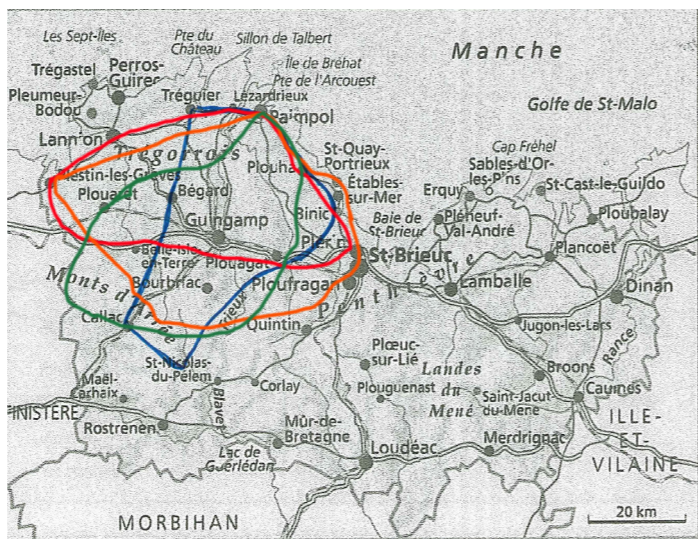 Les Sept-Îles
Pte du
Château
Sillon de Talbert
Manche
Île de Bréhat
Pte de l'Arcouest
Trégastel
Perros-
Guirec
Pleumeur-
Bodou
Tréguier
Lézardrieux
Paimpol
Golfe de St-Malo
Lannion
Trégorrois
Plestin-les-Grèves
Plouaret
Bégard
Plouha
St-Quay-
Portrieux
Étables-
sur-Mer
Binic
Cap Fréhel
Sables-d'Or-
les-Pins
Erquy
St-Cast-le-Guildo
Baie de
St-Brieuc
Pléneuf-
Val-André
Ploubalay
Guingamp
Plérin
St-Brieuc
Plancoët
Belle-Isle-
en-Terre
Plouagat
Ploufragan
Penthièvre
Lamballe
Dinan
Monts d'Arrée
Bourbriac
Trieux
Callac
Quintin
Jugon-les-Lacs
Rance
St-Nicolas-
du-Pélem
Plœuc-
sur-Lié
Landes
du
Mené
Broons
Maël-
Carhaix
Corlay
Plouguenast
Saint-Jacut
du-Mene
Caulnes
INISTÈRE
Blavet
Rostrenen
Mûr-de-
Bretagne
Lac de
Guerlédan
Loudéac
Merdrignac
ILLE-
ET-
VILAINE
MORBIHAN
20 km